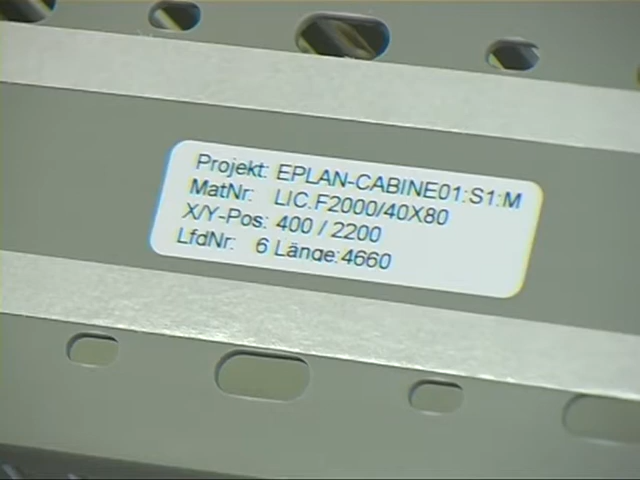 Projekt: EPLAN-CABINE01:S1:M
MatNr: LIC.F2000/40X80
X/Y-Pos: 400 / 2200
LfdNr: 6 Länge:4660